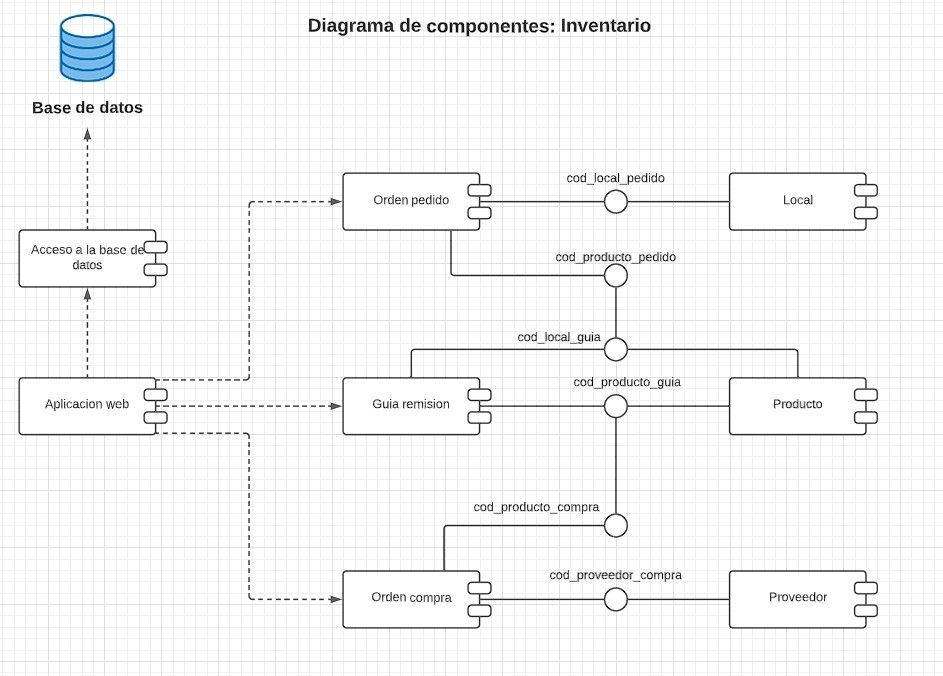 Diagrama de componentes: Inventario
Base de datos
cod_local_pedido
Orden pedido
Local
Acceso a la base de
datos
cod_producto_pedido
cod_local_guia
cod_producto_guia
Aplicacion web
Guia remision
Producto
cod_producto_compra
cod_proveedor_compra
Orden compra
Proveedor